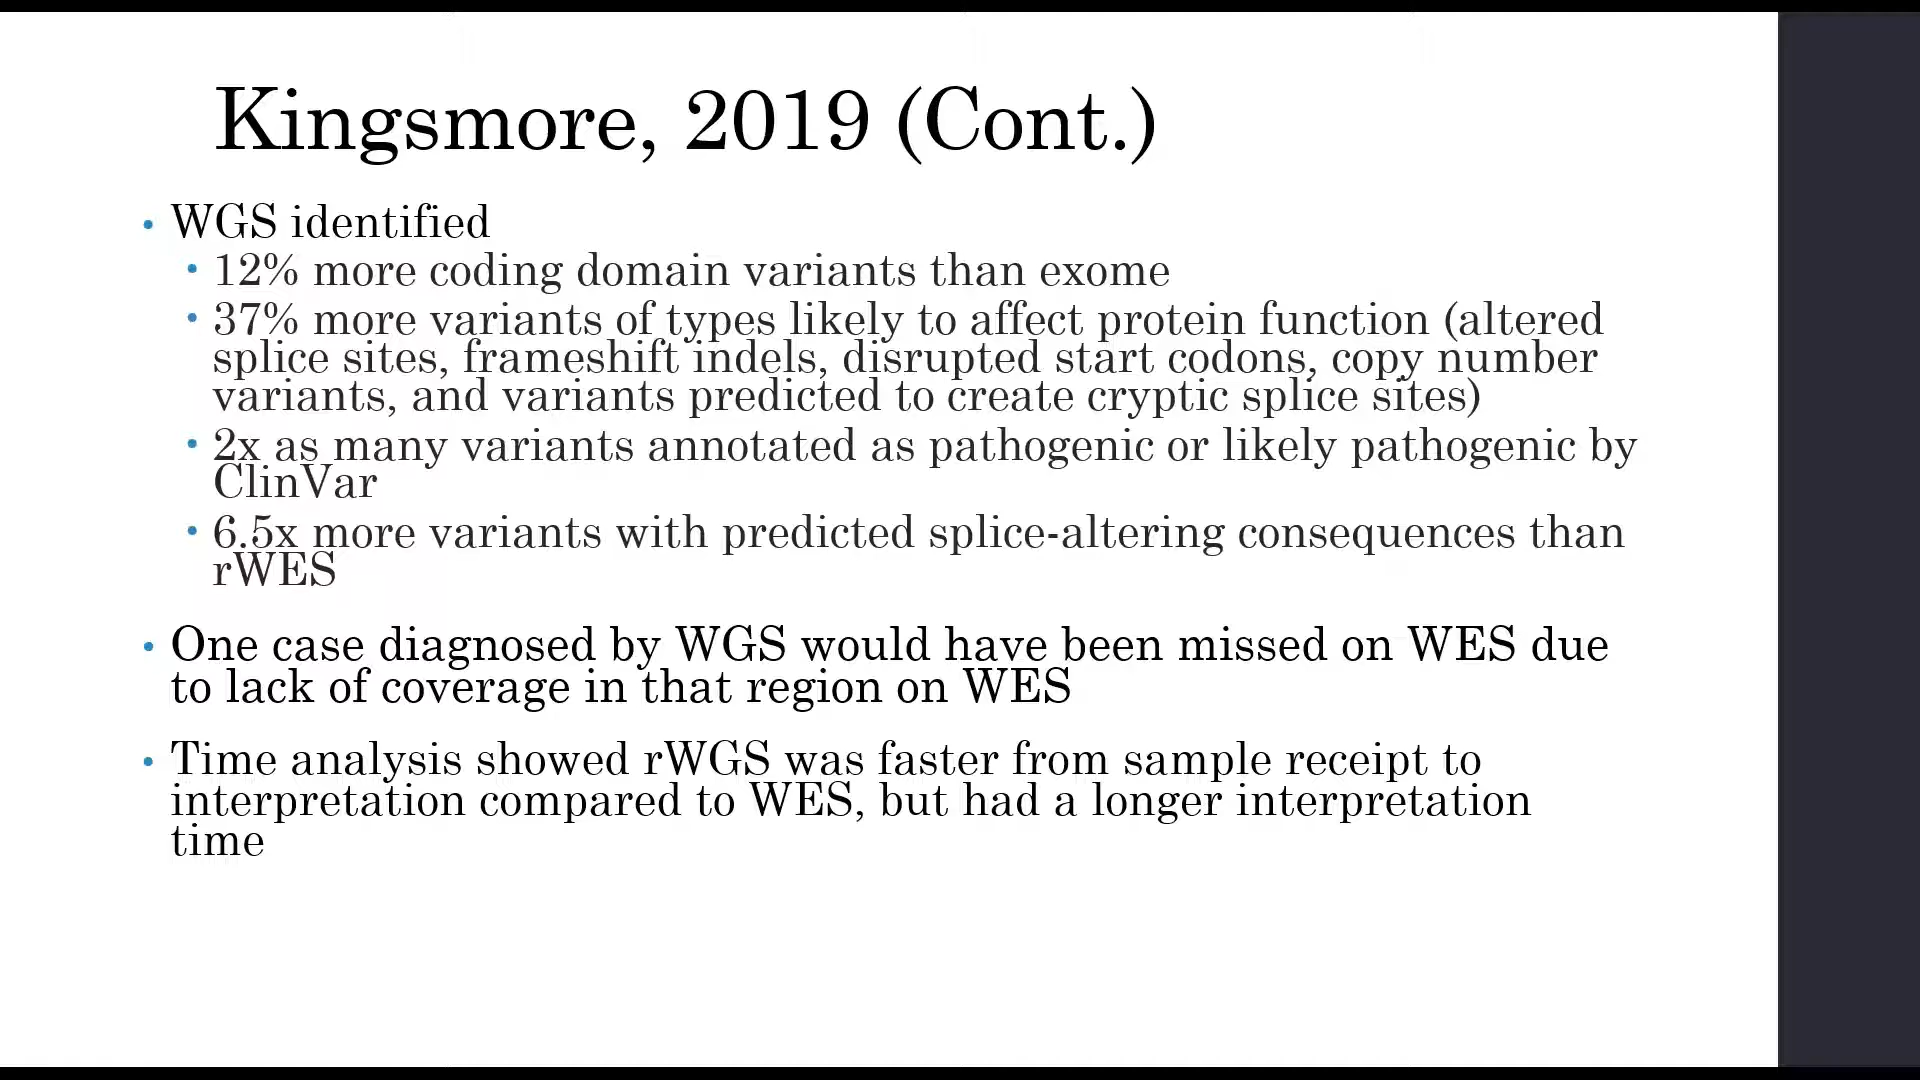 Kingsmore, 2019 (Cont.)
• WGS identified
• 12% more coding domain variants than exome
• 37% more variants of types likely to affect protein function (altered
splice sites, frameshift indels, disrupted start codons, copy number
variants, and variants predicted to create cryptic splice sites)
• 2x as many variants annotated as pathogenic or likely pathogenic by
ClinVar
• 6.5x more variants with predicted splice-altering consequences than
rWES
• One case diagnosed by WGS would have been missed on WES due
to lack of coverage in that region on WES
• Time analysis showed rWGS was faster from sample receipt to
interpretation compared to WES, but had a longer interpretation
time